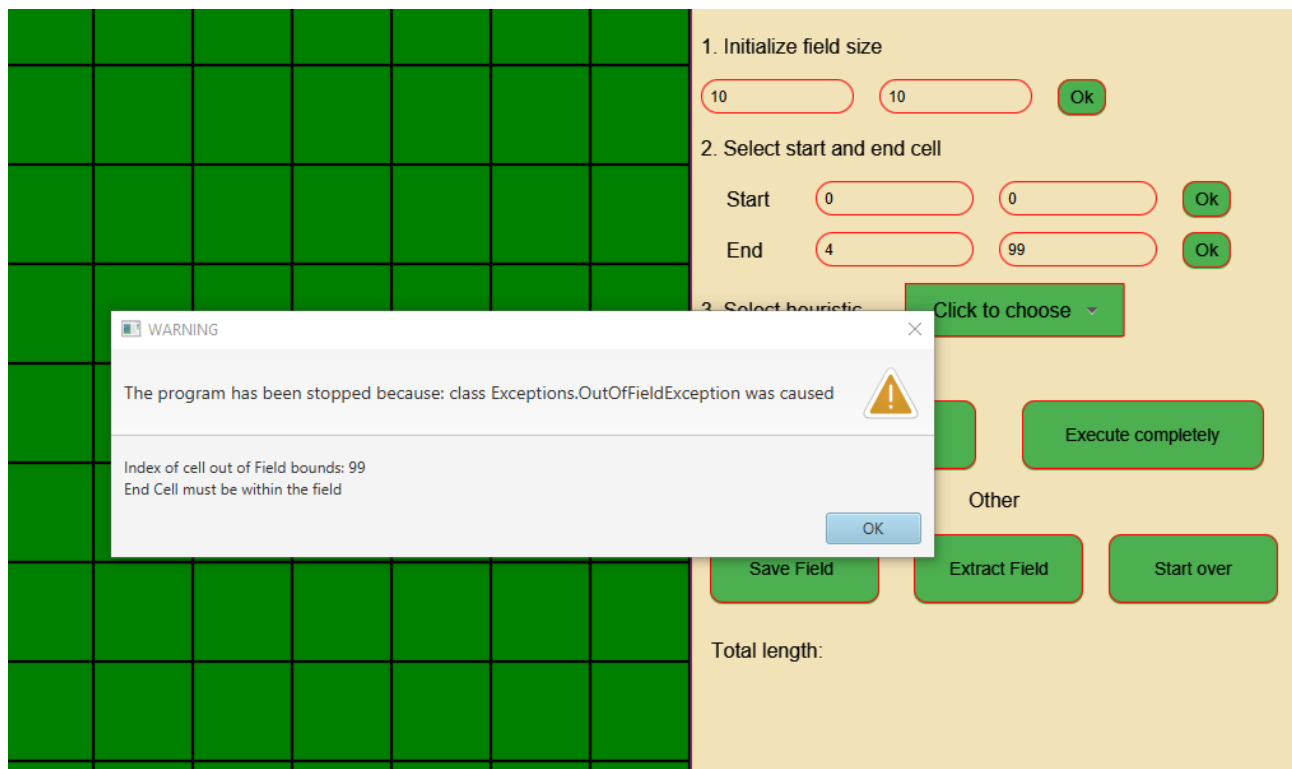 1. Initialize field size
10 10 Ok
2. Select start and end cell
Start 0 0 Ok
End 4 99 Ok
3. Select heuristic Click to choose
WARNING
The program has been stopped because: class Exceptions.OutOfFieldException was caused
Index of cell out of Field bounds: 99
End Cell must be within the field
OK
Execute completely
Other
Save Field Extract Field Start over
Total length: